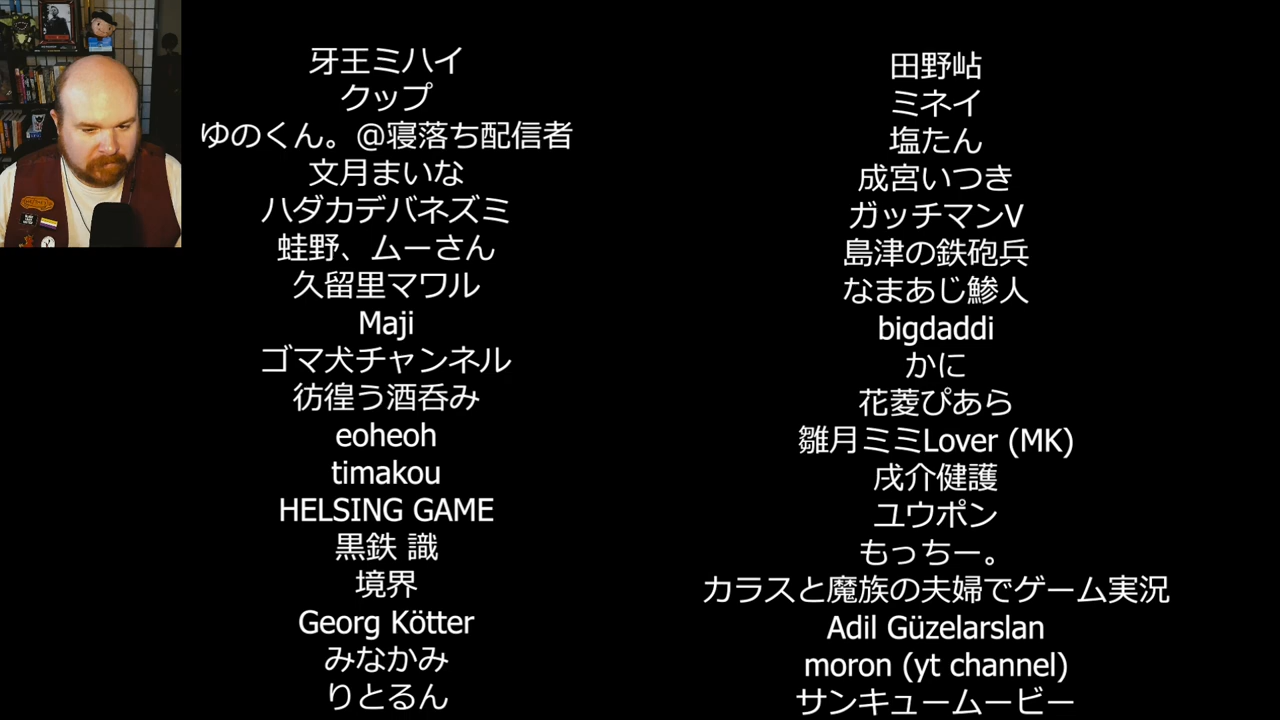 牙王ミハイ
クップ
ゆのくん。@寝落ち配信者
文月まいな
ハダカデバネズミ
蛙野、ムーさん
久留里マワル
Maji
ゴマ犬チャンネル
彷徨う酒呑み
eoheoh
timakou
HELSING GAME
黒鉄 識
境界
Georg Kötter
みなかみ
りとるん
田野岾
ミネイ
塩たん
成宮いつき
ガッチマンV
島津の鉄砲兵
なまあじ鯵人
bigdaddi
かに
花菱ぴあら
雛月ミミLover (MK)
戌介健護
ユウポン
もっちー。
カラスと魔族の夫婦でゲーム実況
Adil Güzelarslan
moron (yt channel)
サンキュームービー